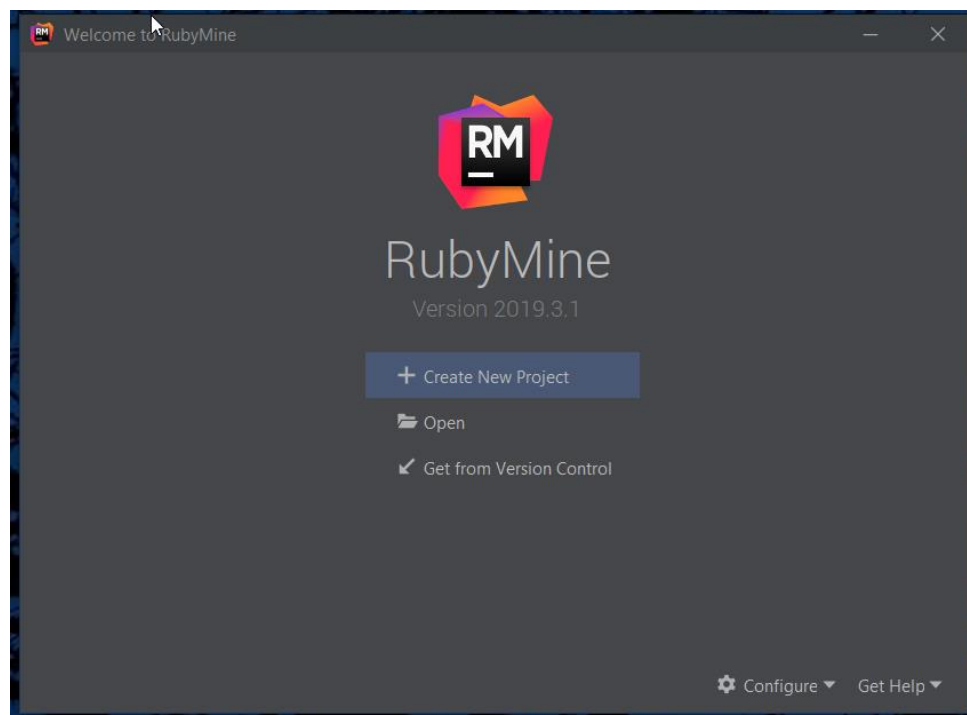 RM
Welcome to RubyMine
RM
RubyMine
Version 2019.3.1
Create New Project
Open
Get from Version Control
Configure Get Help